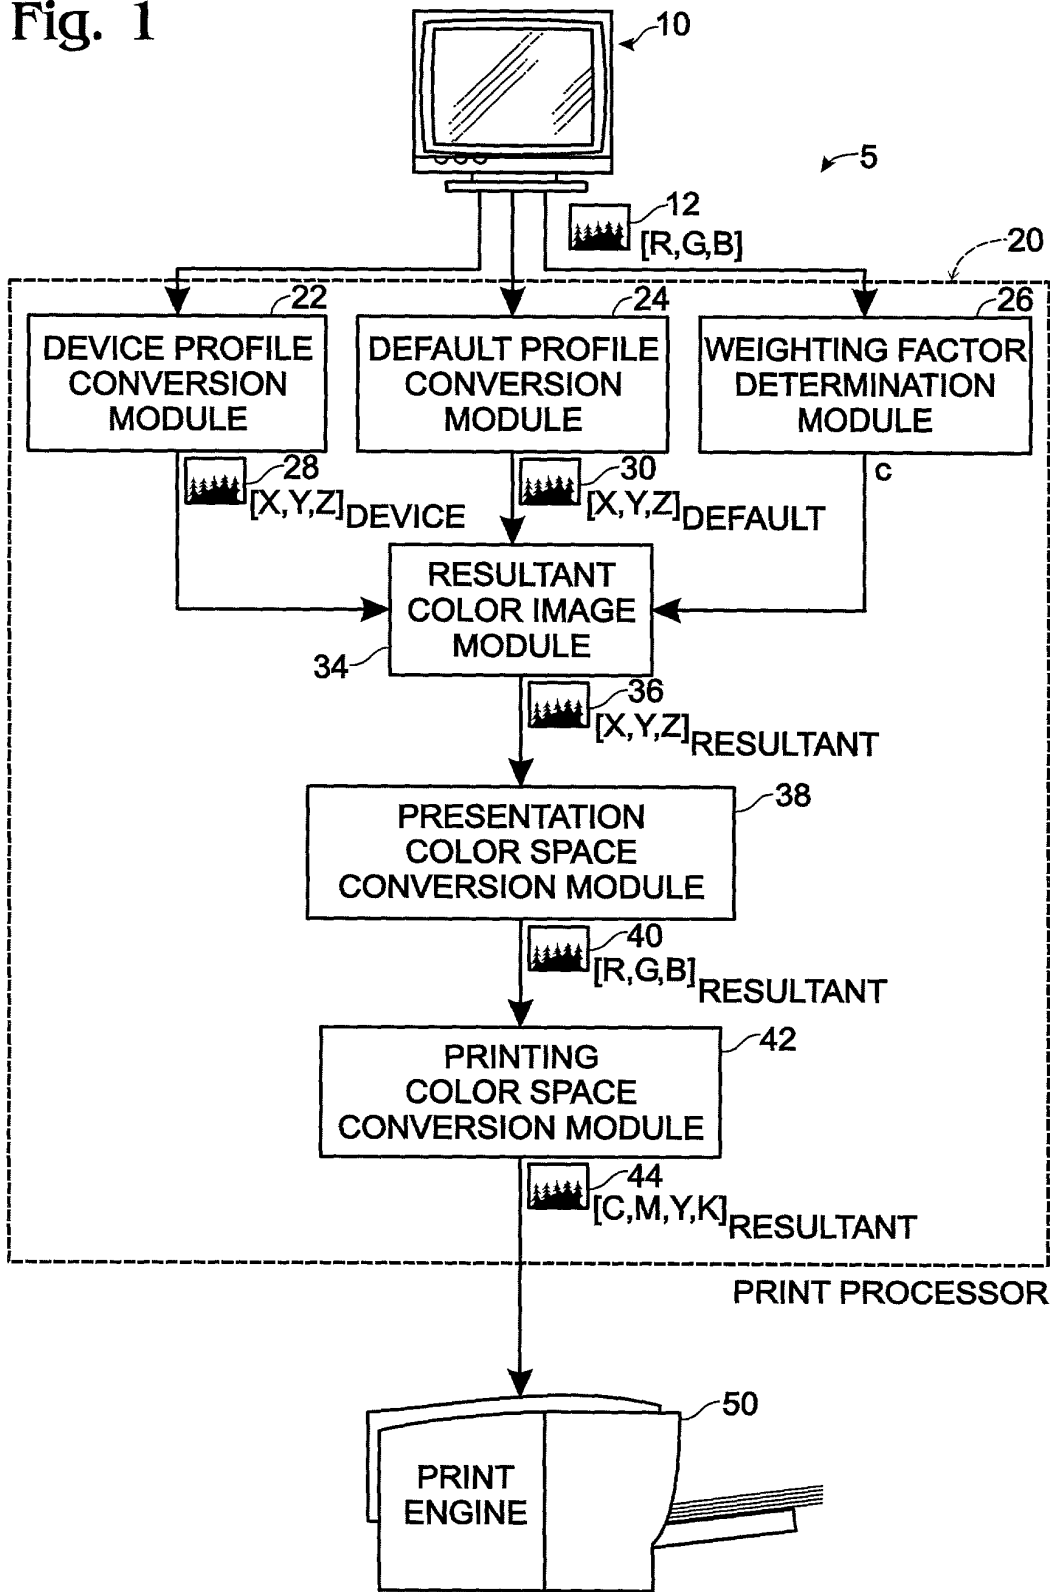 Fig. 1
10
5
12
[R,G,B]
20
22
24
26
DEVICE PROFILE
CONVERSION
MODULE
DEFAULT PROFILE
CONVERSION
MODULE
WEIGHTING FACTOR
DETERMINATION
MODULE
28
[X,Y,Z]DEVICE
30
[X,Y,Z]DEFAULT
c
RESULTANT
COLOR IMAGE
MODULE
34
36
[X,Y,Z]RESULTANT
38
PRESENTATION
COLOR SPACE
CONVERSION MODULE
40
[R,G,B]RESULTANT
42
PRINTING
COLOR SPACE
CONVERSION MODULE
44
[C,M,Y,K]RESULTANT
PRINT PROCESSOR
50
PRINT
ENGINE